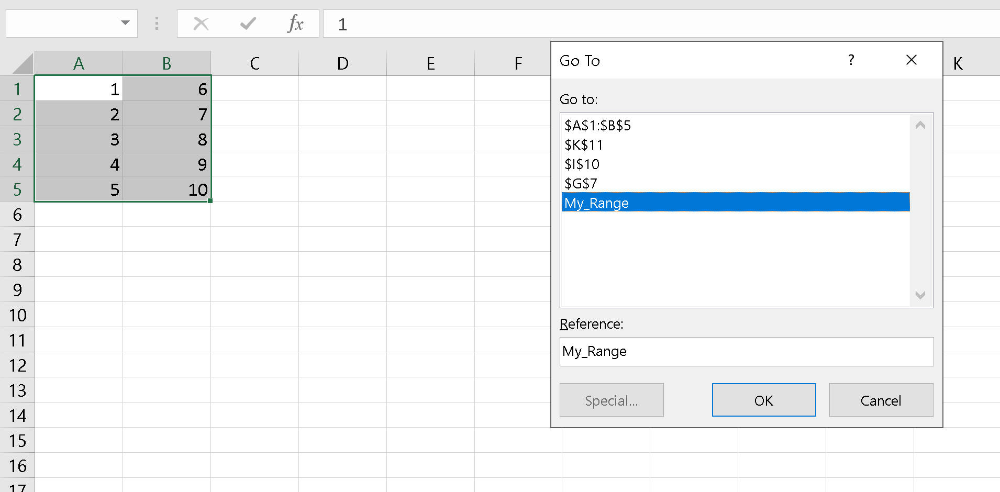 fx 1
A B C D E F K
1 1 6
2 2 7
3 3 8
4 4 9
5 5 10
6
7
8
9
10
11
12
13
14
15
16
17
Go To ?
Go to:
$A$1:$B$5
$K$11
$I$10
$G$7
My_Range
Reference:
My_Range
Special... OK Cancel